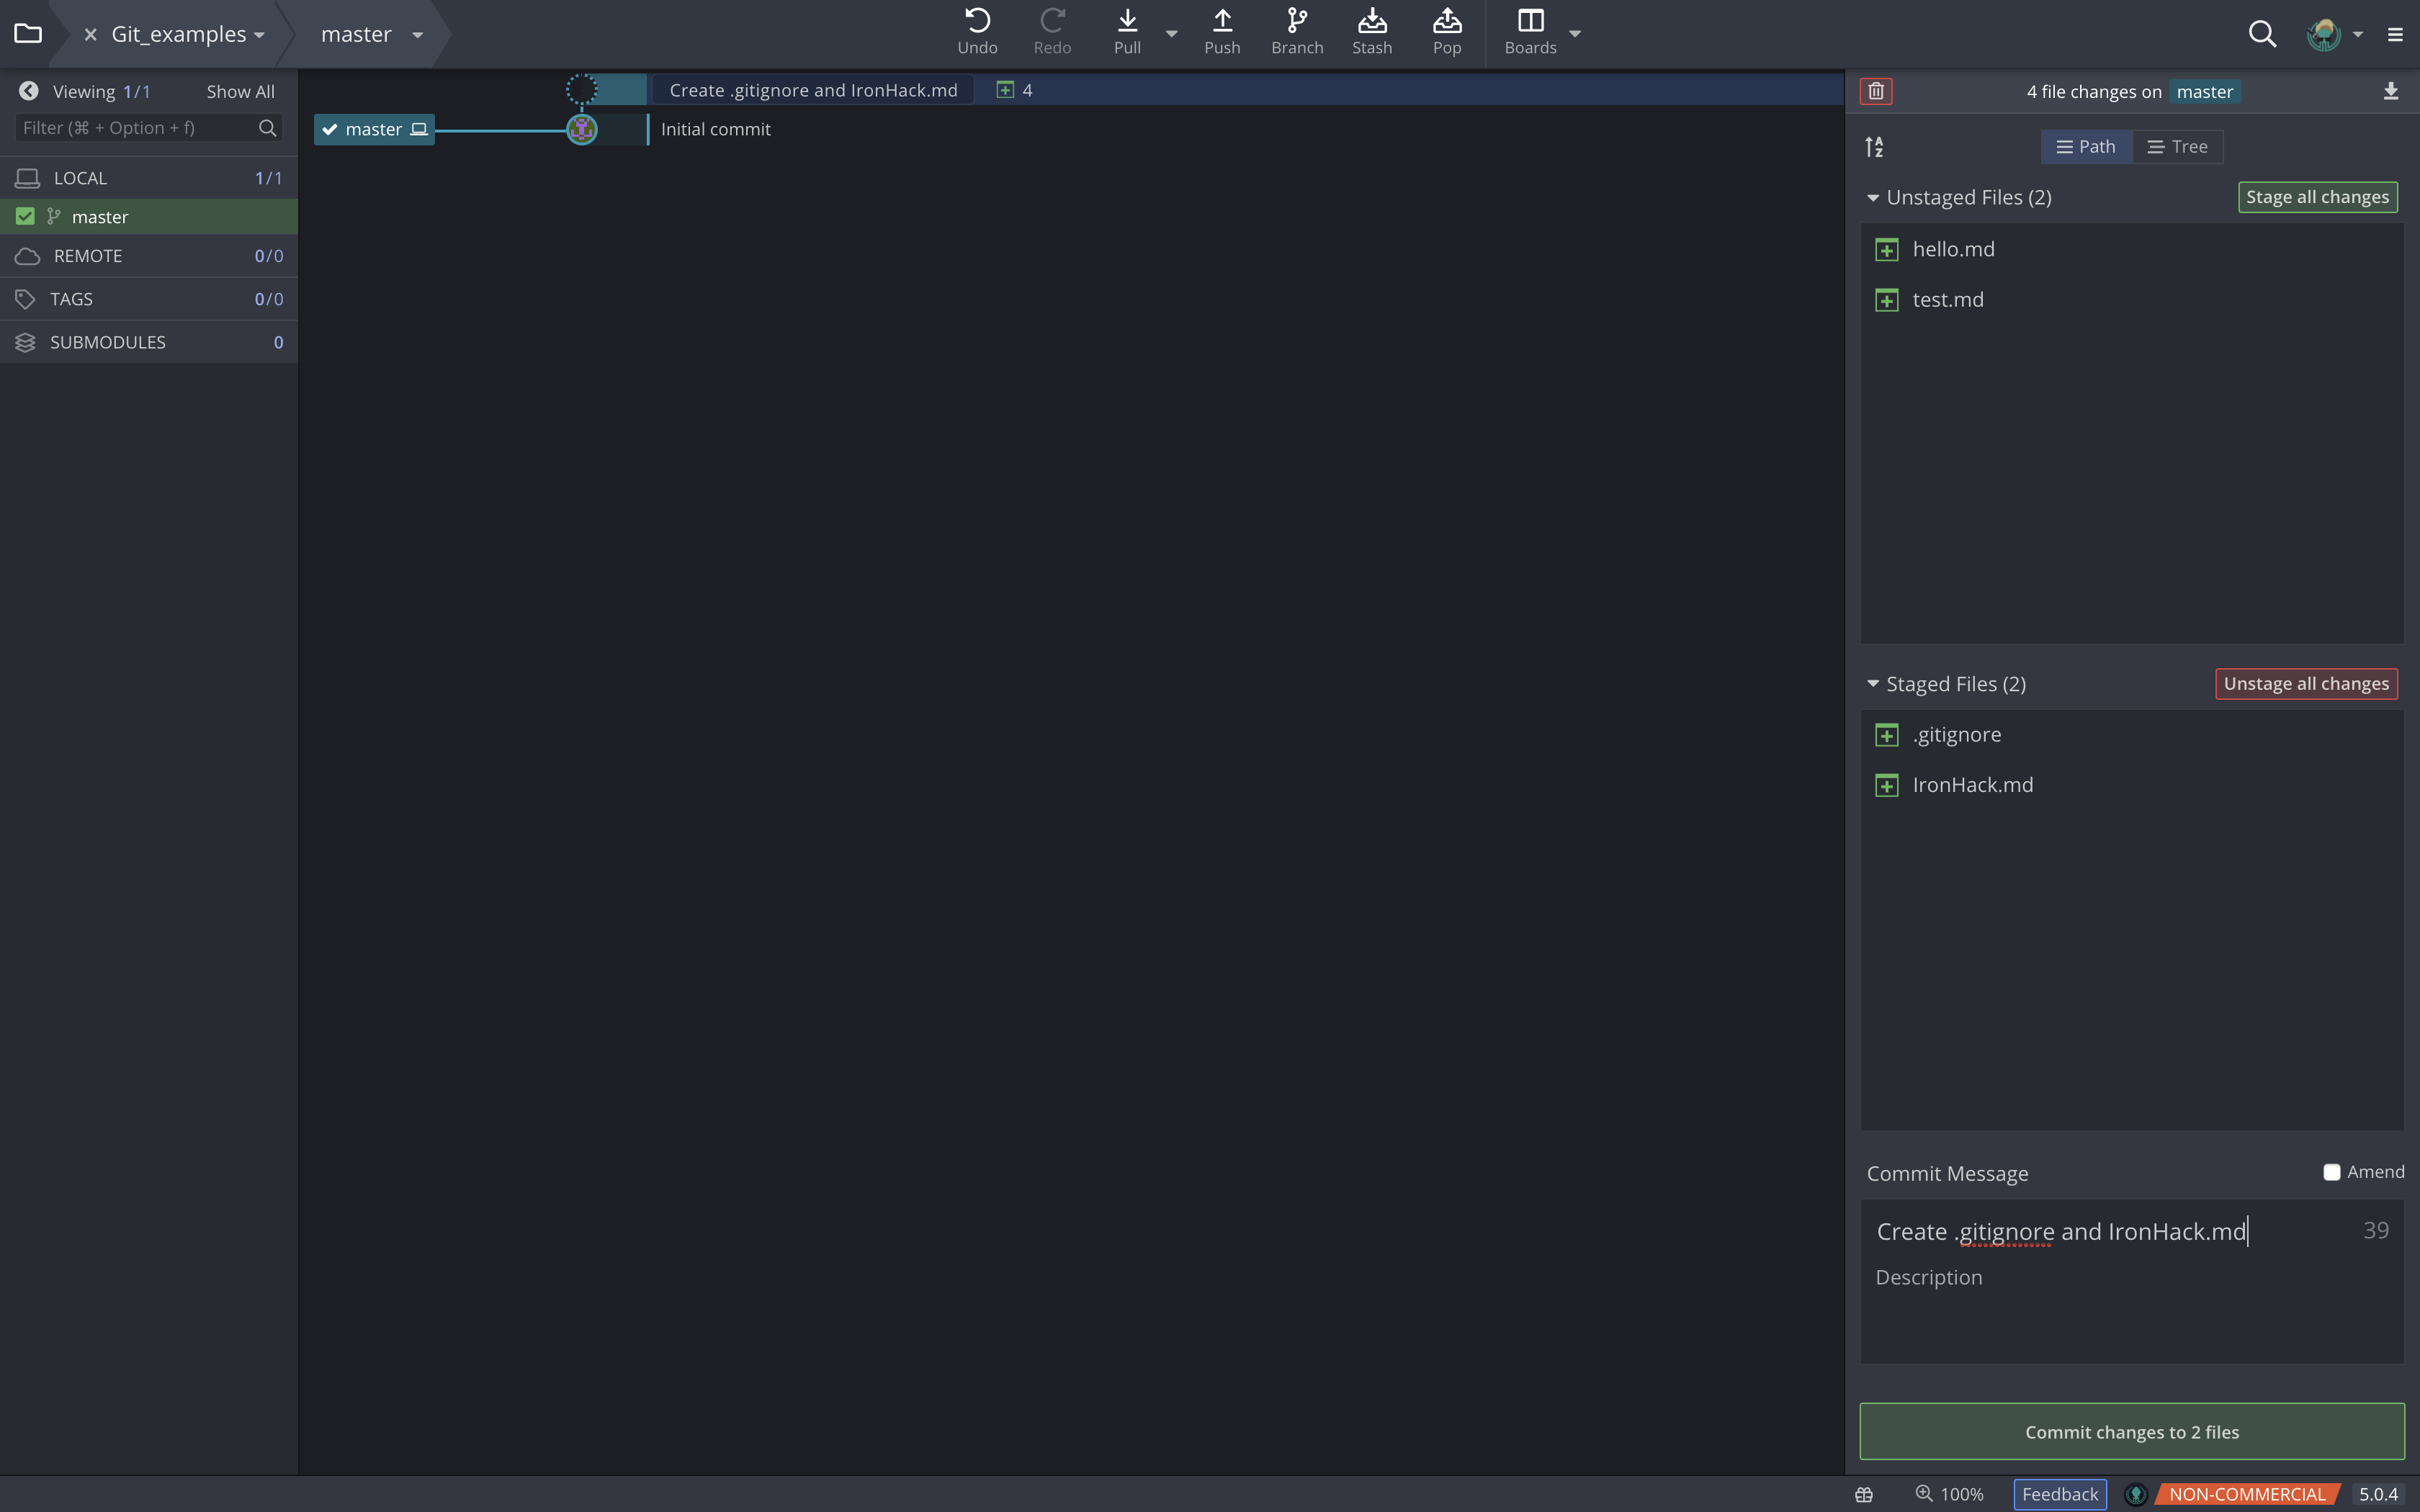 Git_examples
master
Undo
Redo
Pull
Push
Branch
Stash
Pop
Boards
Viewing 1/1
Show All
Filter (⌘ + Option + f)
LOCAL 1/1
master
REMOTE 0/0
TAGS 0/0
SUBMODULES 0
Create .gitignore and IronHack.md
4
master
Initial commit
4 file changes on master
Path
Tree
Unstaged Files (2)
Stage all changes
hello.md
test.md
Staged Files (2)
Unstage all changes
.gitignore
IronHack.md
Commit Message
Amend
Create .gitignore and IronHack.md
39
Description
Commit changes to 2 files
100%
Feedback
NON-COMMERCIAL
5.0.4